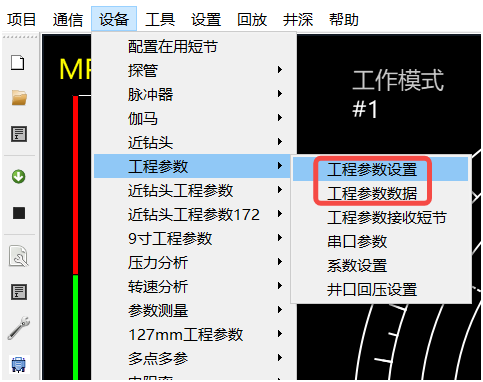 项目 通信 设备 工具 设置 回放 井深 帮助
配置在用短节
探管
脉冲器
伽马
近钻头
工程参数
近钻头工程参数
近钻头工程参数172
9寸工程参数
压力分析
转速分析
参数测量
127mm工程参数
多点多参
工程参数设置
工程参数数据
工程参数接收短节
串口参数
系数设置
井口回压设置
工作模式
#1